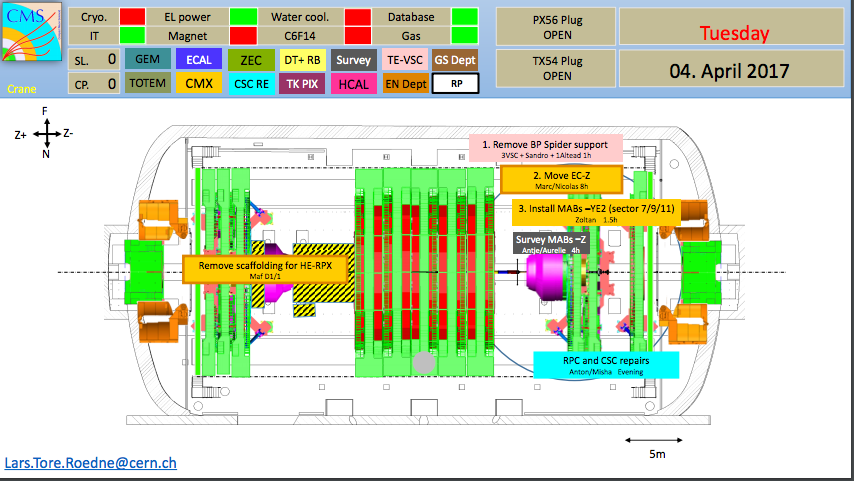 CMS
Crane
Cryo.
EL power
Water cool.
Database
IT
Magnet
C6F14
Gas
SL. 0
GEM
ECAL
ZEC
DT+ RB
Survey
TE-VSC
GS Dept
CP. 0
TOTEM
CMX
CSC RE
TK PIX
HCAL
EN Dept
RP
PX56 Plug
OPEN
TX54 Plug
OPEN
Tuesday
04. April 2017
F
Z+
Z-
N
1. Remove BP Spider support
3VSC + Sandro + 1Altead 1h
2. Move EC-Z
Marc/Nicolas 8h
3. Install MABs –YE2 (sector 7/9/11)
Zoltan 1.5h
Survey MABs –Z
Antje/Aurelle 4h
Remove scaffolding for HE-RPX
Maf D1/1
RPC and CSC repairs
Anton/Misha Evening
5m
Lars.Tore.Roedne@cern.ch